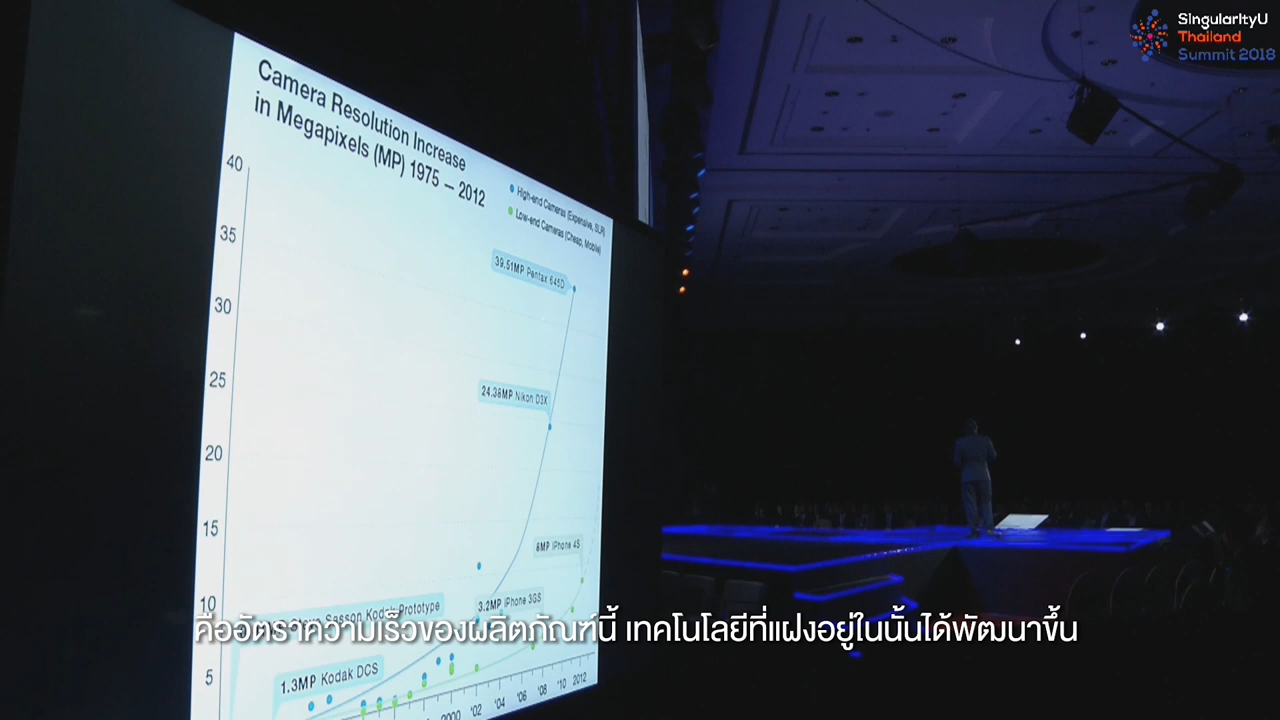 SingularityU
Thailand
Summit 2018
Camera Resolution Increase
in Megapixels (MP) 1975 – 2012
High-end Cameras (Expensive, SLR)
Low-end Cameras (Cheap, Mobile)
40
35
30
25
20
15
10
5
39.51MP Pentax 645D
24.38MP Nikon D3X
8MP iPhone 4S
3.2MP iPhone 3GS
Steve Sasson Kodak Prototype
1.3MP Kodak DCS
2000 '02 '04 '06 '08 '10 2012
คืออัตราความเร็วของผลิตภัณฑ์นี้ เทคโนโลยีที่แฝงอยู่ในนั้นได้พัฒนาขึ้น